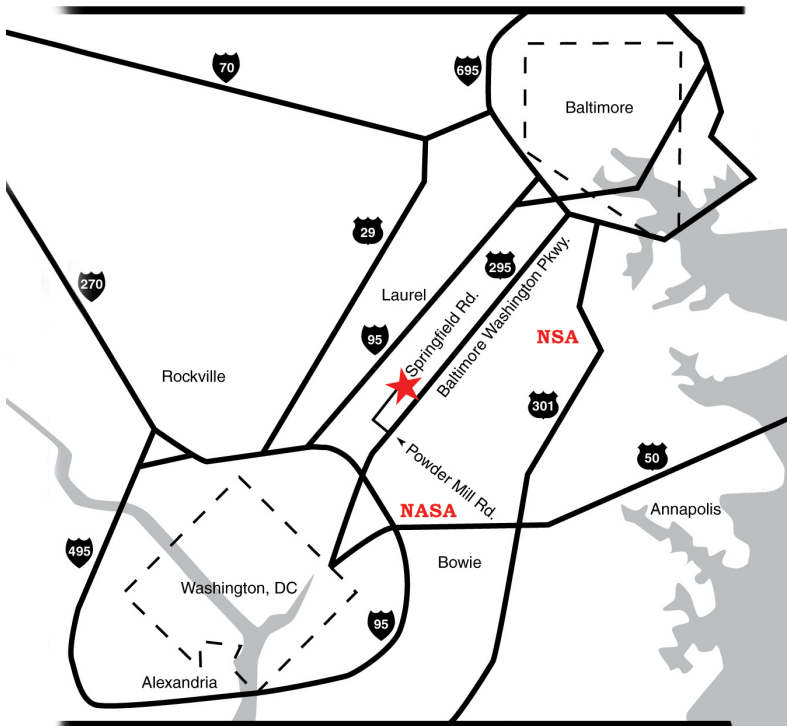 70
695
Baltimore
29
295
270
Laurel
Springfield Rd.
Baltimore Washington Pkwy.
95
NSA
Rockville
301
50
Powder Mill Rd.
NASA
Annapolis
495
Bowie
Washington, DC
95
Alexandria